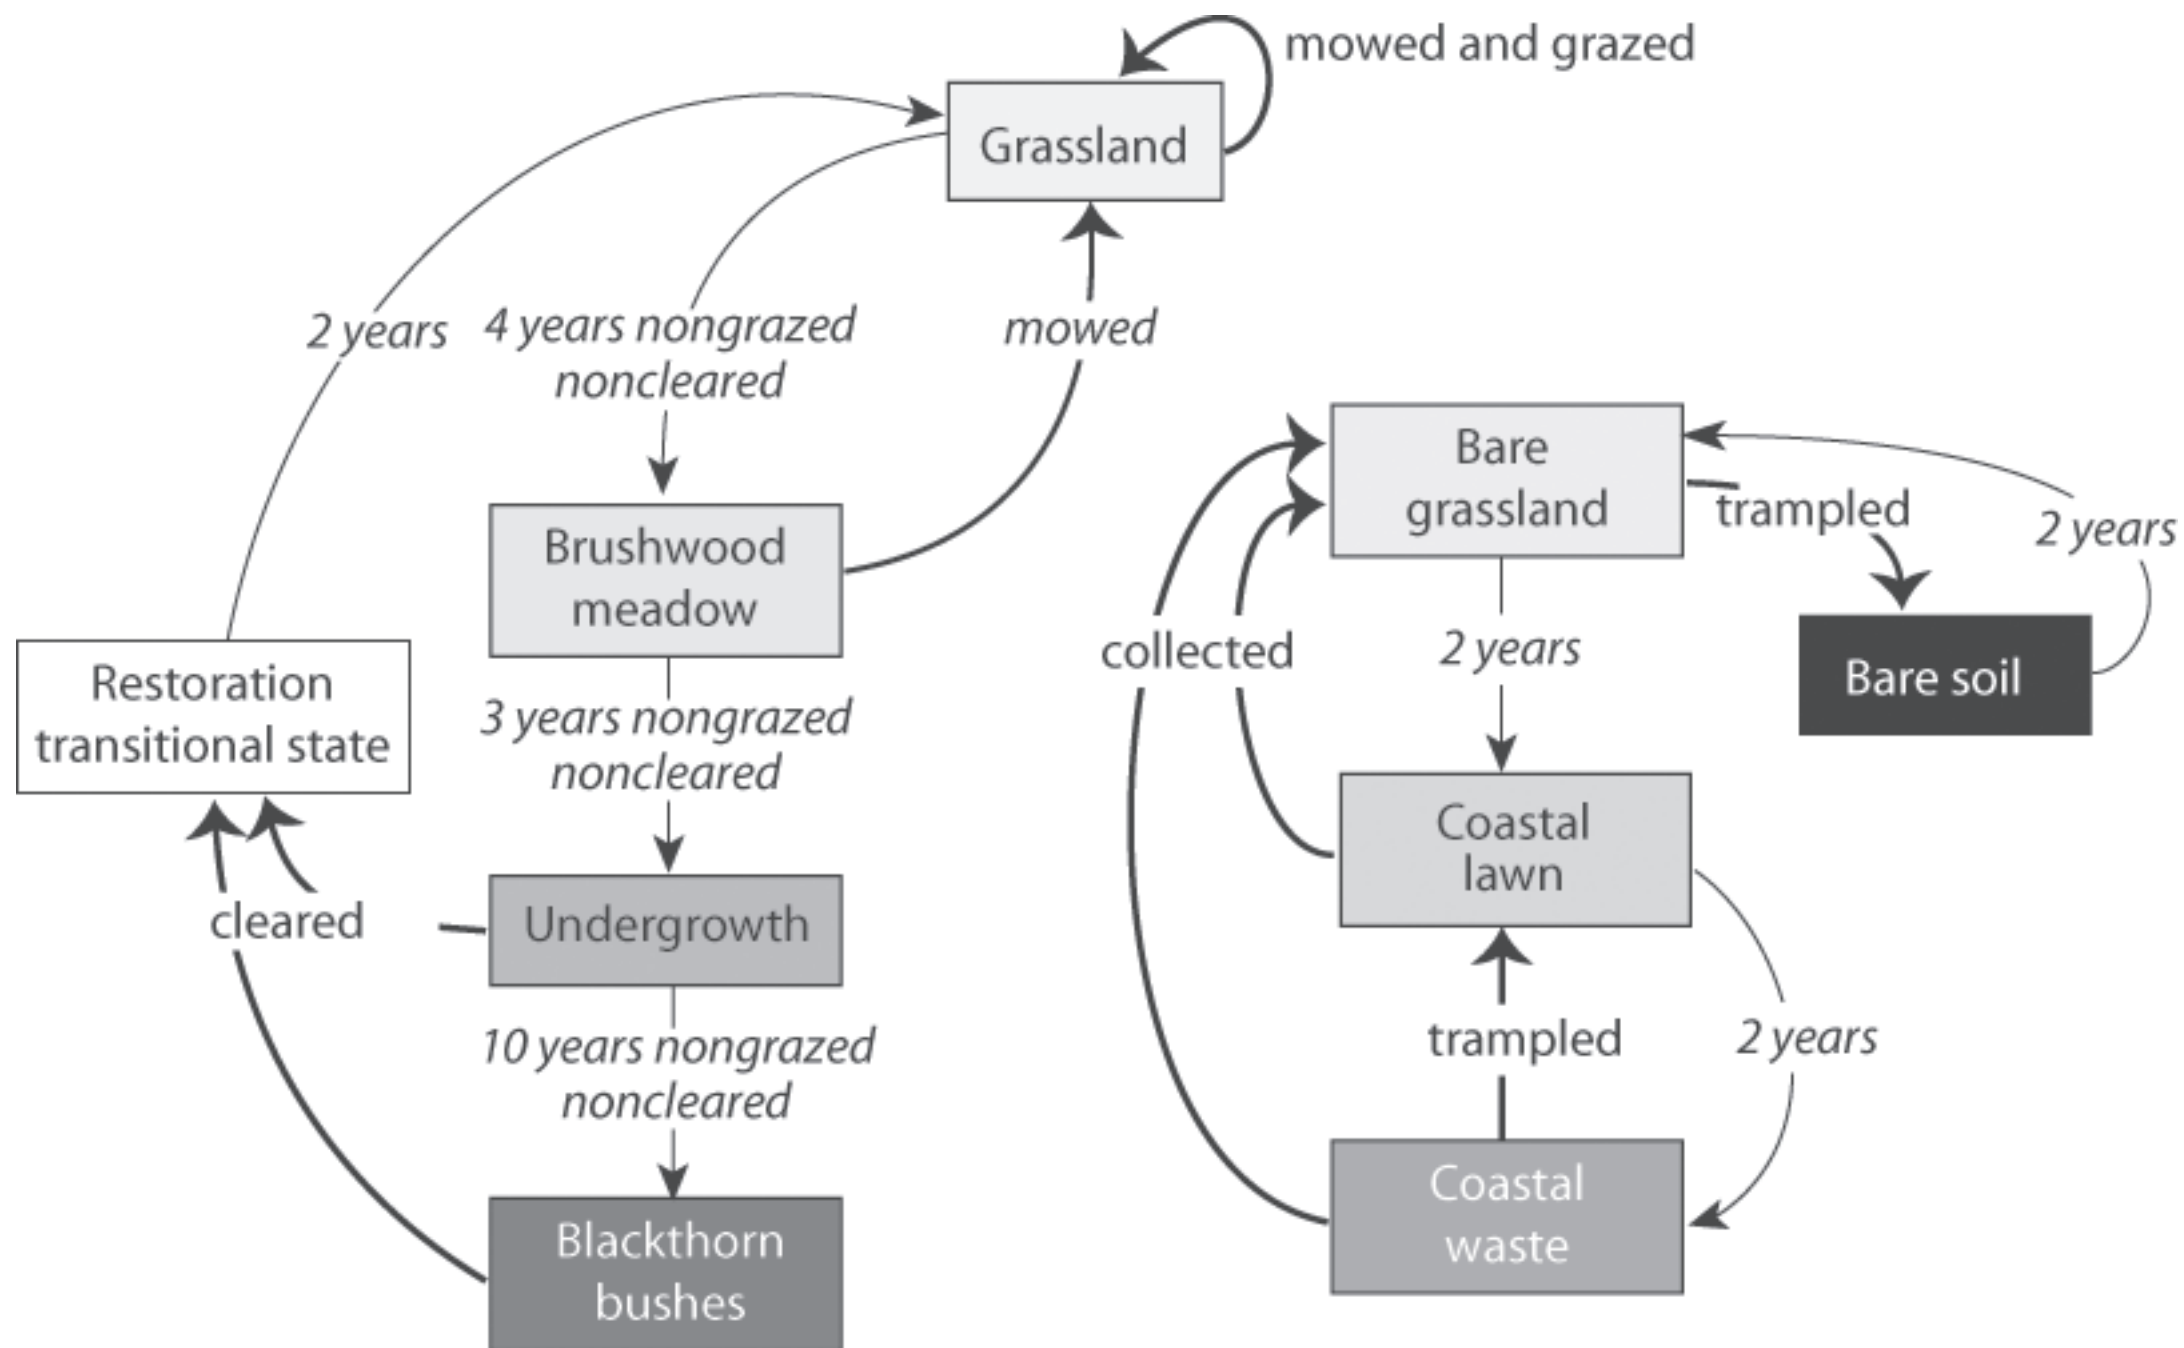 mowed and grazed
Grassland
2 years
4 years nongrazed
noncleared
mowed
Brushwood
meadow
Restoration
transitional state
3 years nongrazed
noncleared
cleared
Undergrowth
10 years nongrazed
noncleared
Blackthorn
bushes
Bare
grassland
trampled
2 years
collected
2 years
Bare soil
Coastal
lawn
trampled
2 years
Coastal
waste